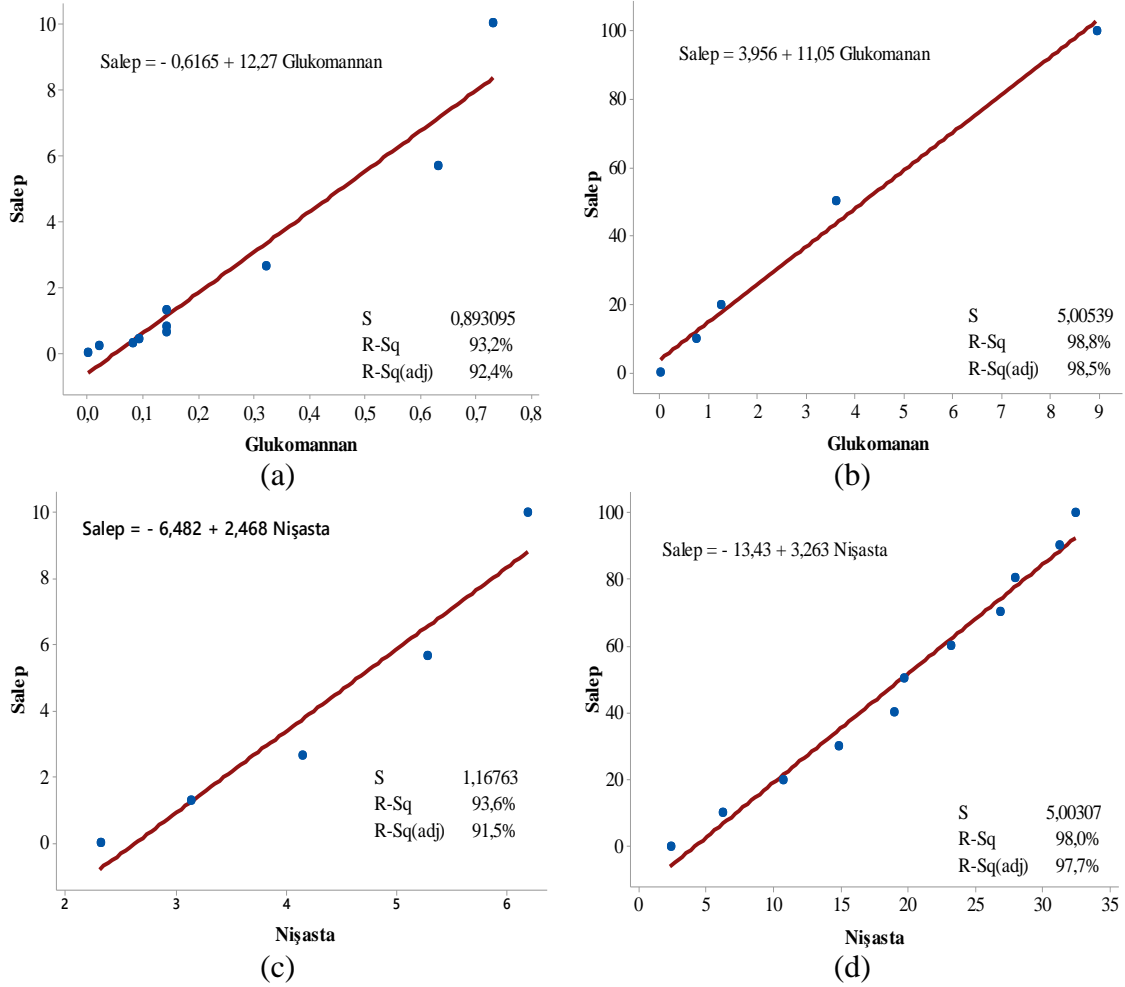 Salep = - 0,6165 + 12,27 Glukomannan
10
8
6
4
2
0
Salep
S 0,893095
R-Sq 93,2%
R-Sq(adj) 92,4%
0,0 0,1 0,2 0,3 0,4 0,5 0,6 0,7 0,8
Glukomannan
(a)
Salep = 3,956 + 11,05 Glukomanan
100
80
60
40
20
0
Salep
S 5,00539
R-Sq 98,8%
R-Sq(adj) 98,5%
0 1 2 3 4 5 6 7 8 9
Glukomanan
(b)
Salep = - 6,482 + 2,468 Nişasta
10
8
6
4
2
0
Salep
S 1,16763
R-Sq 93,6%
R-Sq(adj) 91,5%
2 3 4 5 6
Nişasta
(c)
Salep = - 13,43 + 3,263 Nişasta
100
80
60
40
20
0
Salep
S 5,00307
R-Sq 98,0%
R-Sq(adj) 97,7%
0 5 10 15 20 25 30 35
Nişasta
(d)